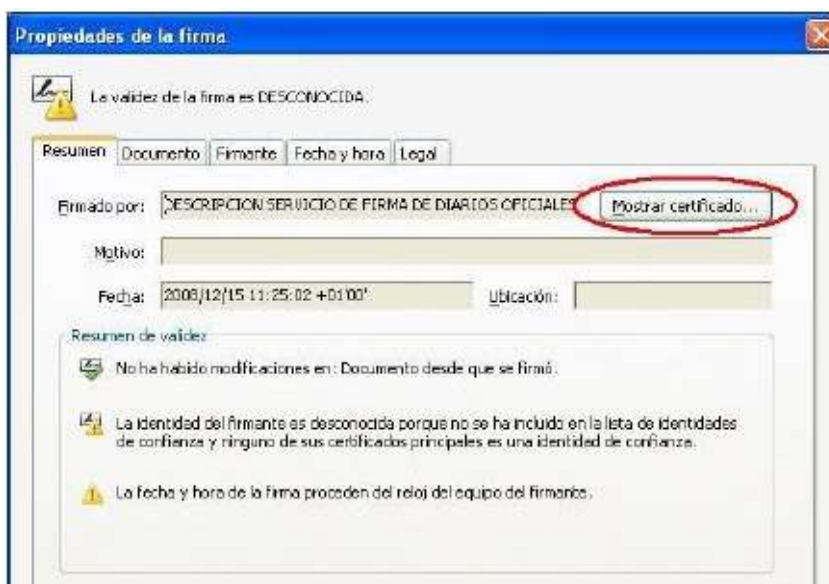 Propiedades de la firma
La validez de la firma es DESCONOCIDA.
Resumen Documento Firmante Fecha y hora Legal
Firmado por: DESCRIPCION SERVICIO DE FIRMA DE DIARIOS OFICIALES Mostrar certificado...
Motivo:
Fecha: 2008/12/15 11:25:02 +01'00' Ubicación:
Resumen de validez
No ha habido modificaciones en: Documento desde que se firmó.
La identidad del firmante es desconocida porque no se ha incluido en la lista de identidades
de confianza y ninguno de sus certificados principales es una identidad de confianza.
La fecha y hora de la firma proceden del reloj del equipo del firmante.